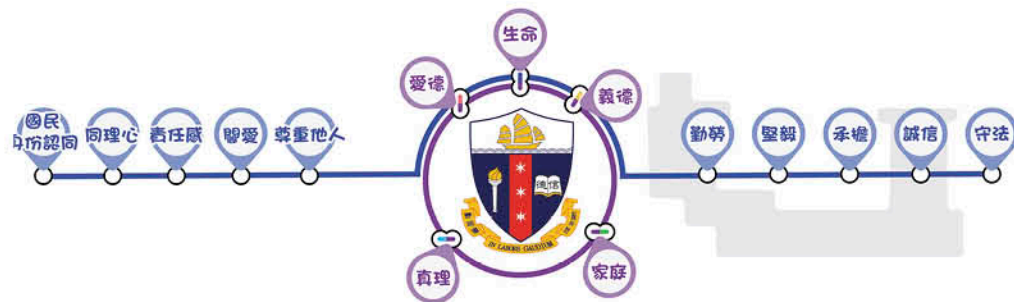 生命
愛德
義德
國民
身份認同
同理心
責任感
關愛
尊重他人
勤勞
堅毅
承擔
誠信
守法
德信
IN LABORE GAUDIUM
真理
家庭